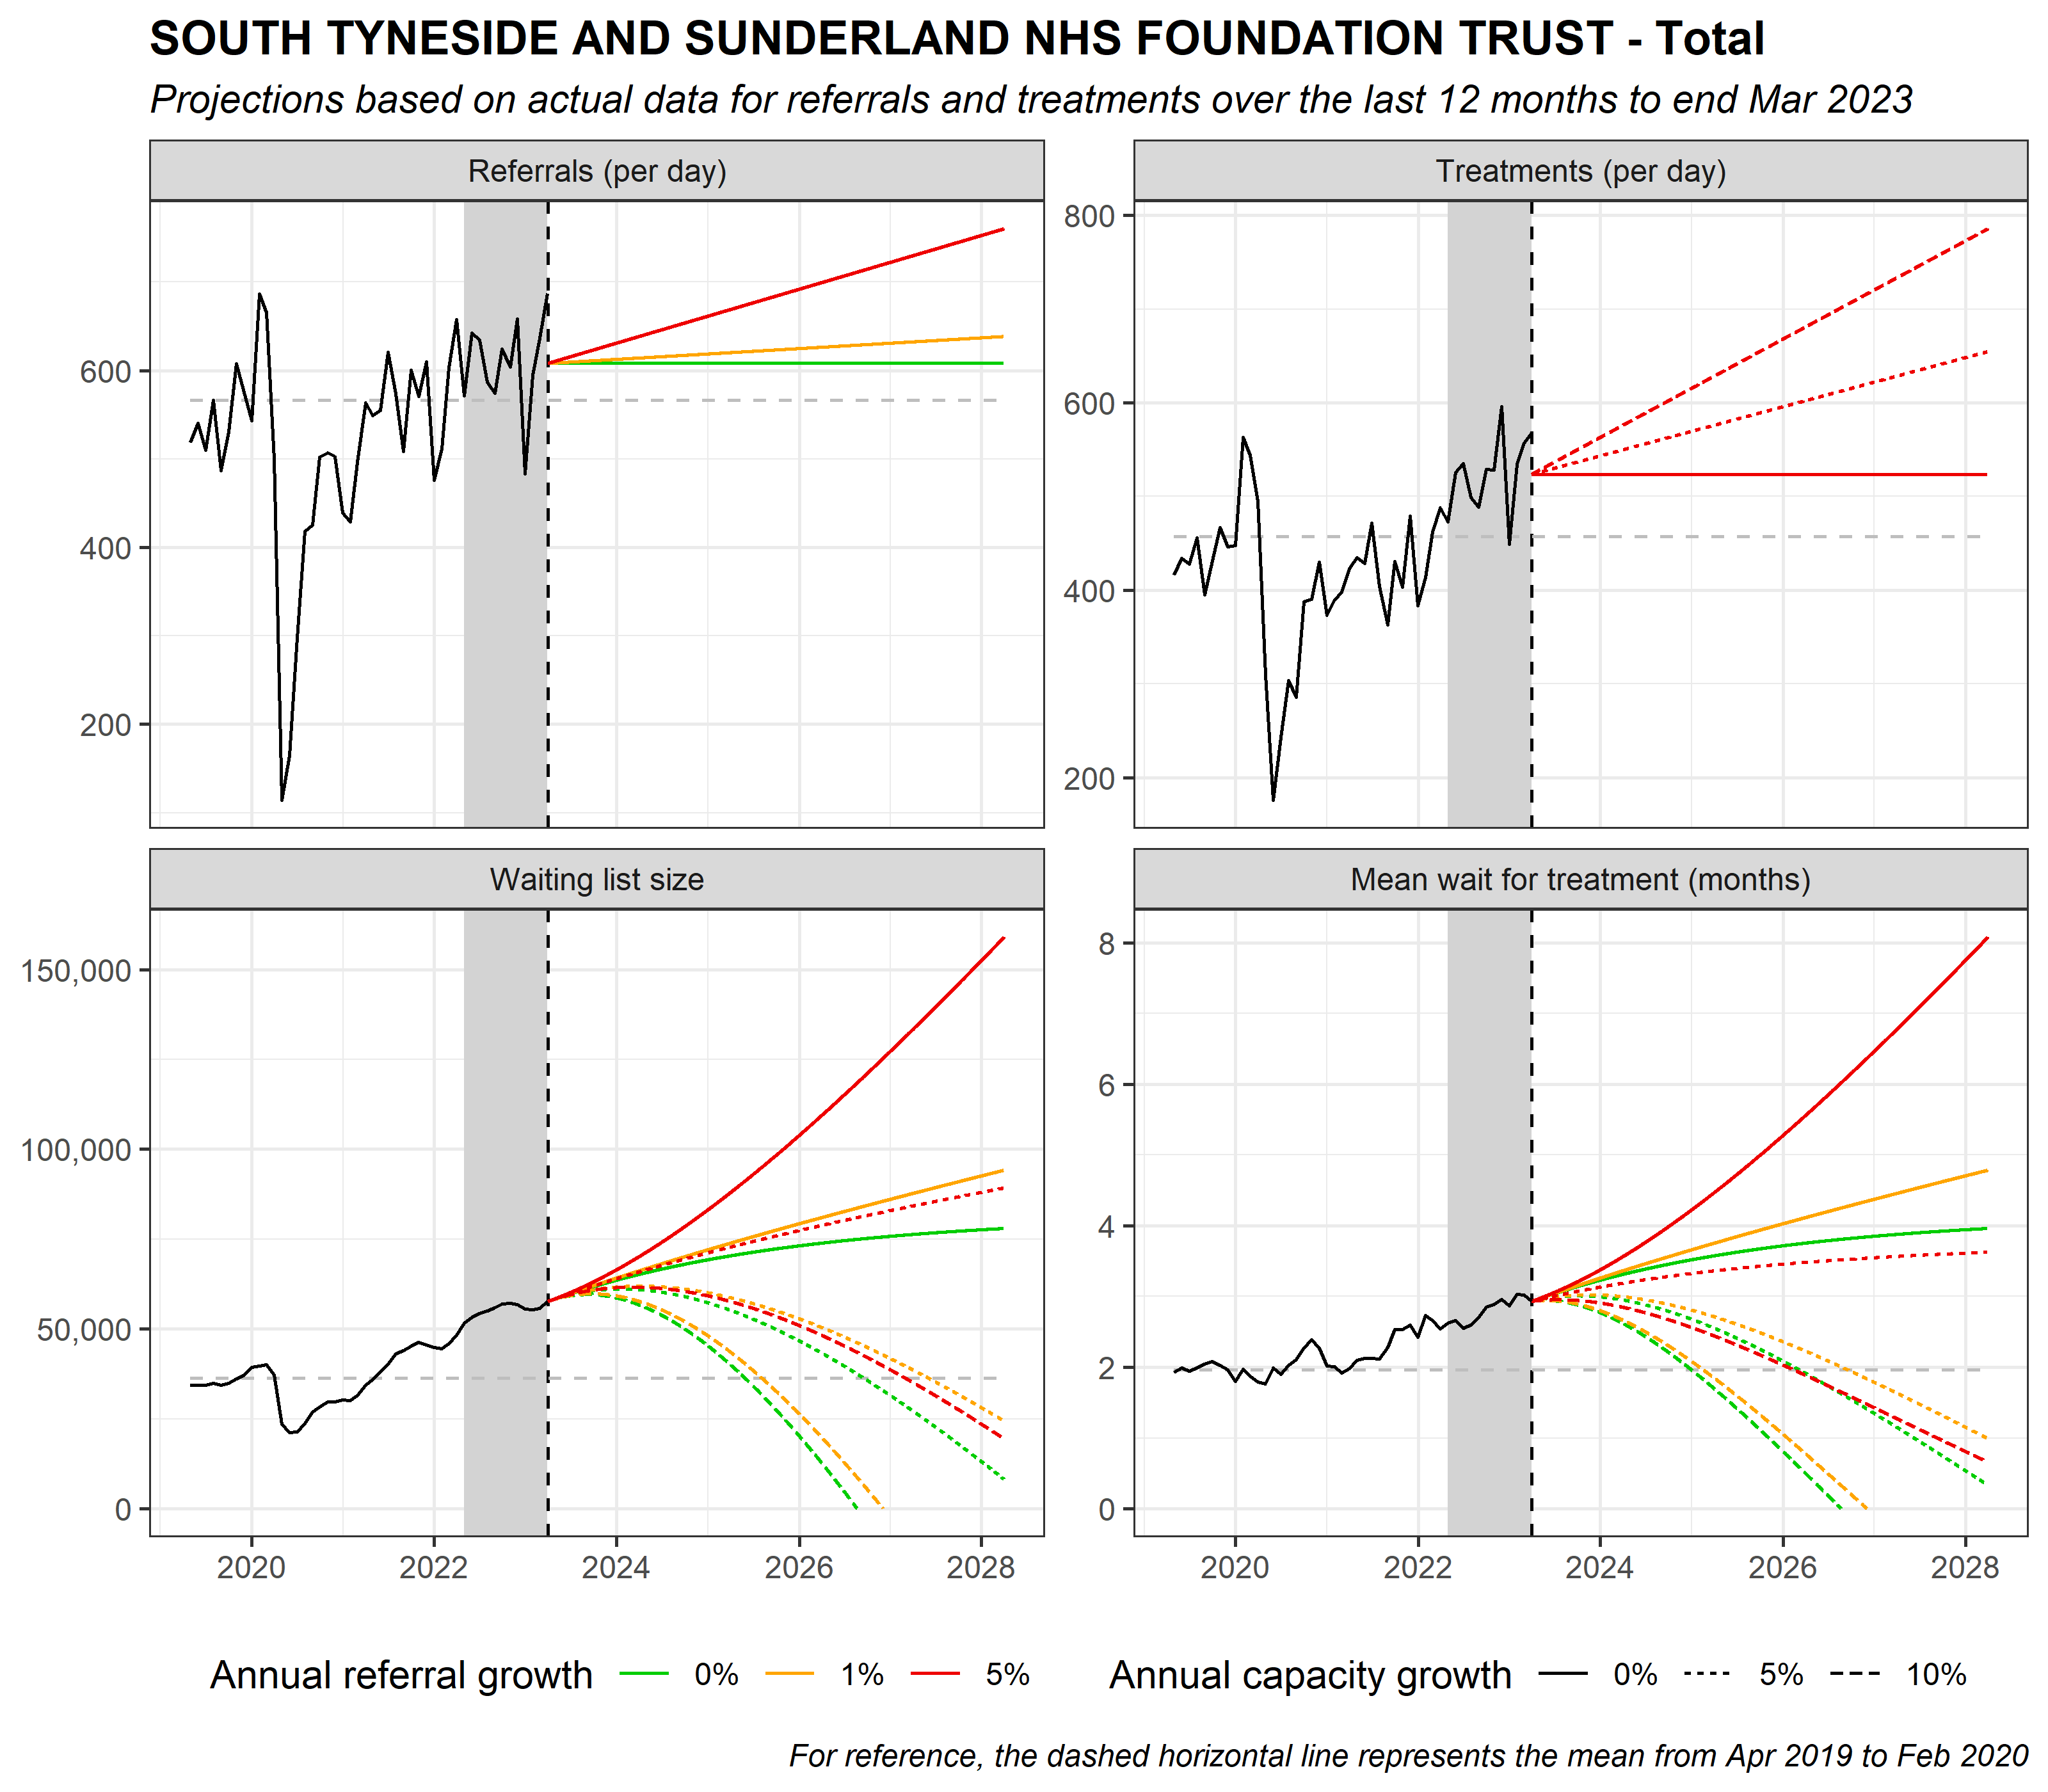 SOUTH TYNESIDE AND SUNDERLAND NHS FOUNDATION TRUST - Total
Projections based on actual data for referrals and treatments over the last 12 months to end Mar 2023
Referrals (per day)
600
400
200
Treatments (per day)
800
600
400
200
Waiting list size
150,000
100,000
50,000
0
2020 2022 2024 2026 2028
Mean wait for treatment (months)
8
6
4
2
0
2020 2022 2024 2026 2028
Annual referral growth 0% 1% 5%
Annual capacity growth 0% 5% 10%
For reference, the dashed horizontal line represents the mean from Apr 2019 to Feb 2020